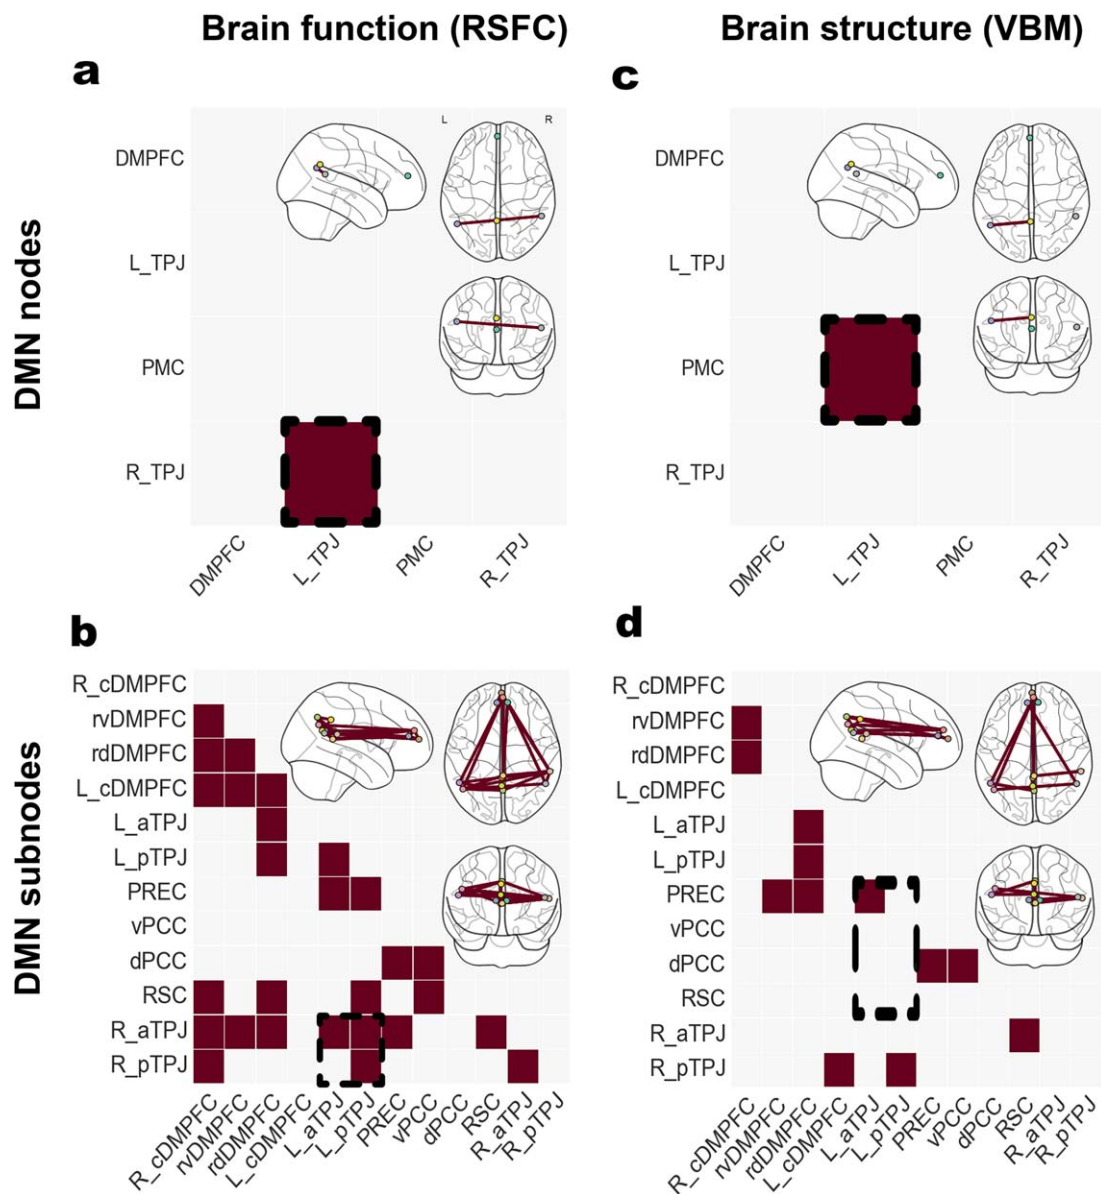 Brain function (RSFC)
Brain structure (VBM)
a
c
DMN nodes
DMPFC
L_TPJ
PMC
R_TPJ
L
R
DMPFC
L_TPJ
PMC
R_TPJ
DMPFC
L_TPJ
PMC
R_TPJ
DMPFC
L_TPJ
PMC
R_TPJ
b
d
DMN subnodes
R_cDMPFC
rvDMPFC
rdDMPFC
L_cDMPFC
L_aTPJ
L_pTPJ
PREC
vPCC
dPCC
RSC
R_aTPJ
R_pTPJ
R_cDMPFC
rvDMPFC
rdDMPFC
L_cDMPFC
L_aTPJ
L_pTPJ
PREC
vPCC
dPCC
RSC
R_aTPJ
R_pTPJ
R_cDMPFC
rvDMPFC
rdDMPFC
L_cDMPFC
L_aTPJ
L_pTPJ
PREC
vPCC
dPCC
RSC
R_aTPJ
R_pTPJ
R_cDMPFC
rvDMPFC
rdDMPFC
L_cDMPFC
L_aTPJ
L_pTPJ
PREC
vPCC
dPCC
RSC
R_aTPJ
R_pTPJ